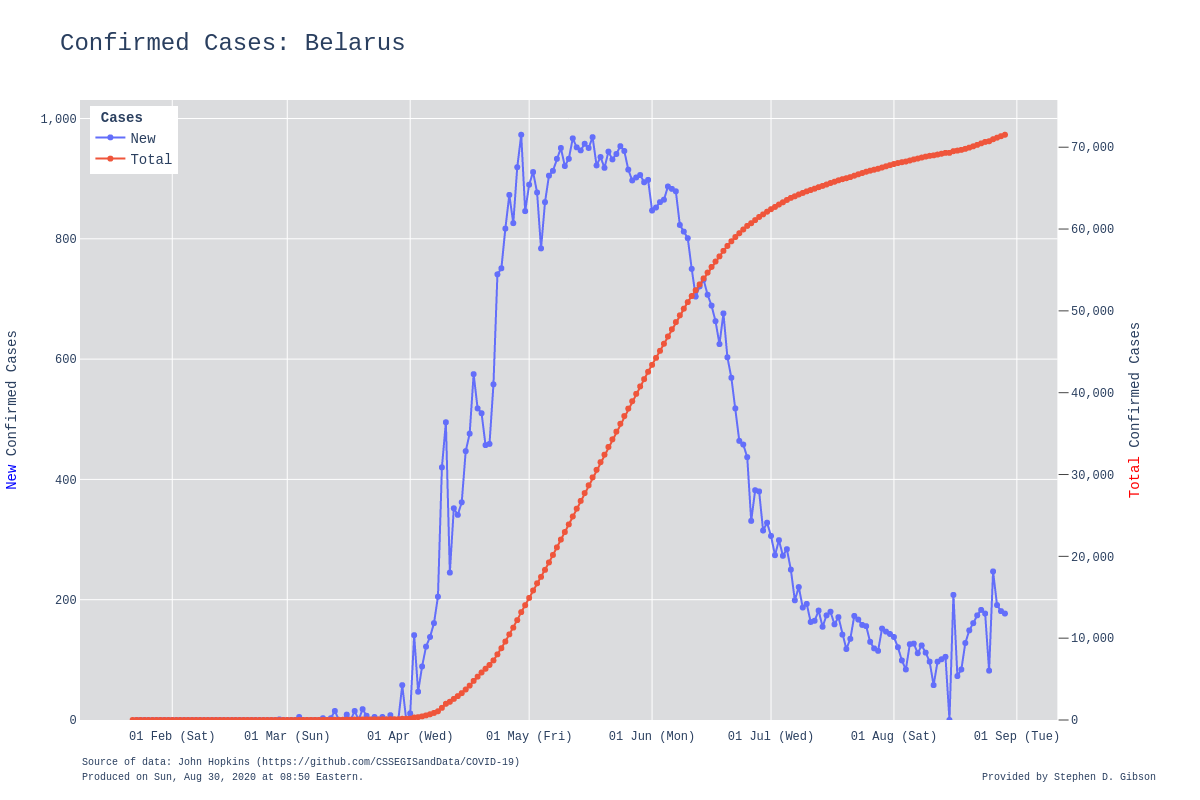 Confirmed Cases: Belarus
Cases
New
Total
1,000
800
600
400
200
0
New Confirmed Cases
70,000
60,000
50,000
40,000
30,000
20,000
10,000
0
Total Confirmed Cases
01 Feb (Sat) 01 Mar (Sun) 01 Apr (Wed) 01 May (Fri) 01 Jun (Mon) 01 Jul (Wed) 01 Aug (Sat) 01 Sep (Tue)
Source of data: John Hopkins (https://github.com/CSSEGISandData/COVID-19)
Produced on Sun, Aug 30, 2020 at 08:50 Eastern.
Provided by Stephen D. Gibson